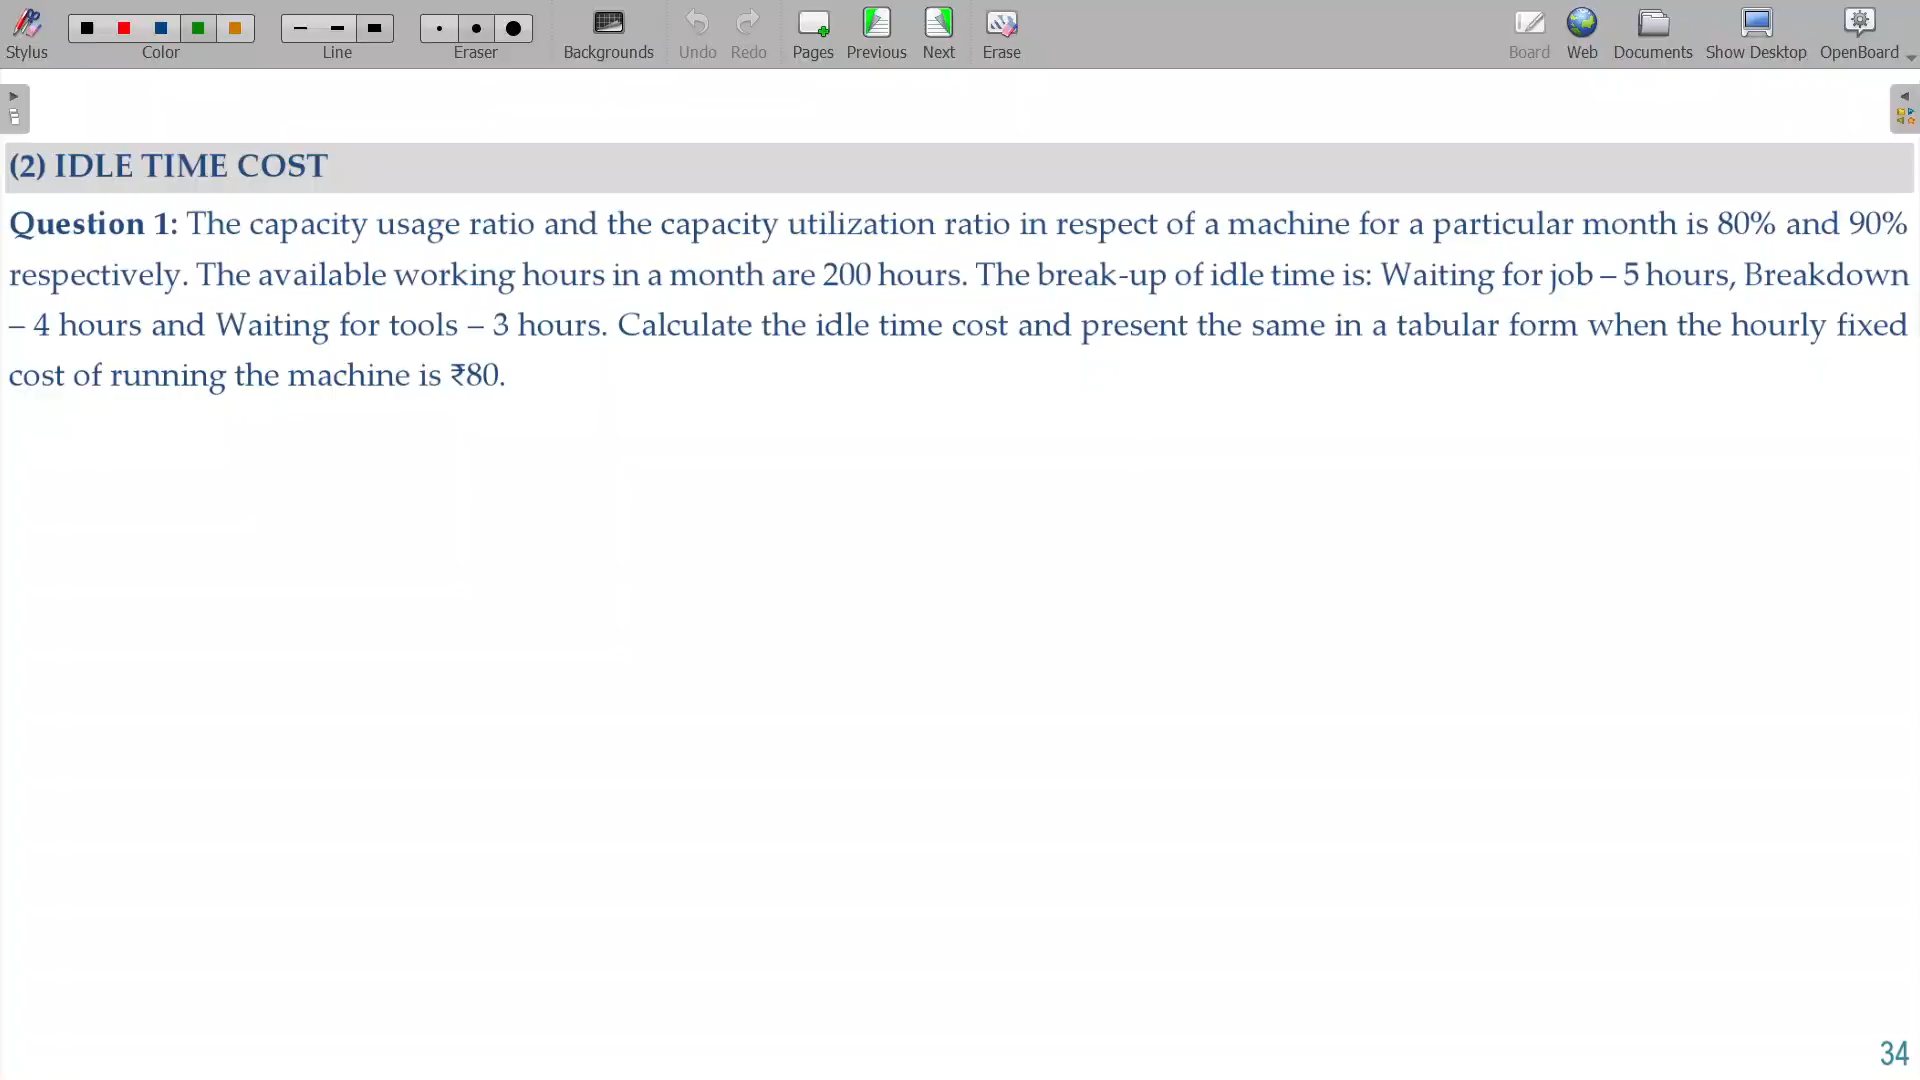 Stylus Color Line Eraser Backgrounds Undo Redo Pages Previous Next Erase Board Web Documents Show Desktop OpenBoard
(2) IDLE TIME COST
Question 1: The capacity usage ratio and the capacity utilization ratio in respect of a machine for a particular month is 80% and 90%
respectively. The available working hours in a month are 200 hours. The break-up of idle time is: Waiting for job – 5 hours, Breakdown
– 4 hours and Waiting for tools – 3 hours. Calculate the idle time cost and present the same in a tabular form when the hourly fixed
cost of running the machine is ₹80.
34